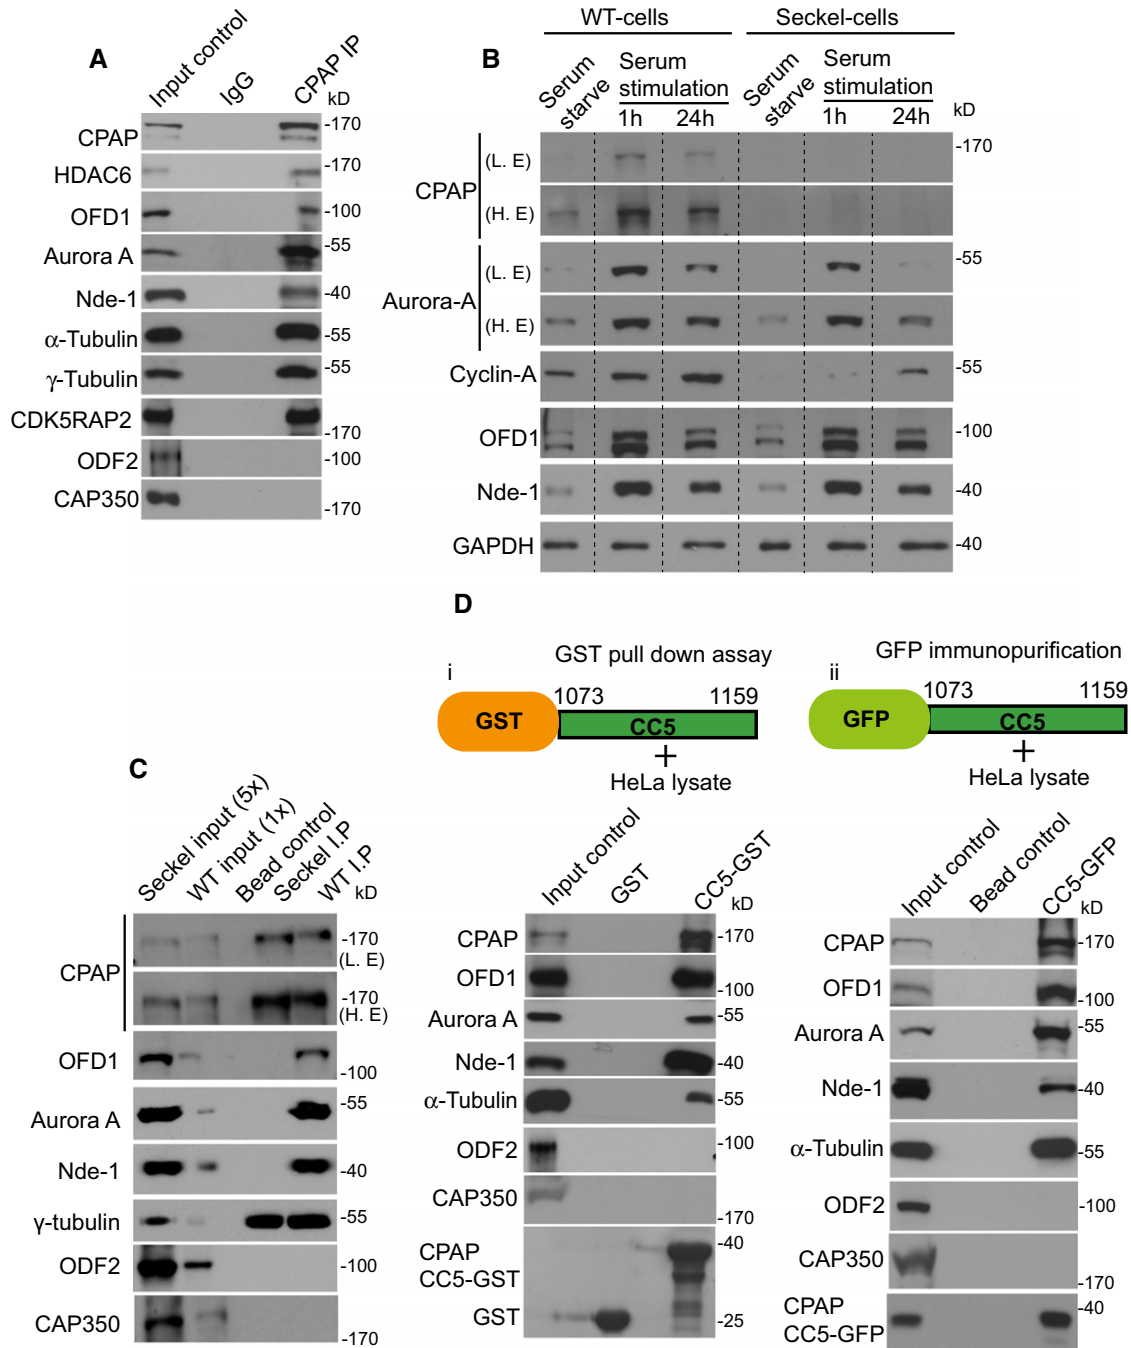 A
Input control
IgG
CPAP IP
kD
CPAP
-170
HDAC6
-170
OFD1
-100
Aurora A
-55
Nde-1
-40
α-Tubulin
-55
γ-Tubulin
-55
CDK5RAP2
-170
ODF2
-100
CAP350
-170
B
WT-cells
Seckel-cells
Serum
starve
Serum
stimulation
1h
24h
Serum
starve
Serum
stimulation
1h
24h
kD
CPAP
(L. E)
-170
(H. E)
Aurora-A
(L. E)
-55
(H. E)
Cyclin-A
-55
OFD1
-100
Nde-1
-40
GAPDH
-40
C
Seckel input (5x)
WT input (1x)
Bead control
Seckel I.P
WT I.P
kD
CPAP
-170
(L. E)
-170
(H. E)
OFD1
-100
Aurora A
-55
Nde-1
-40
γ-tubulin
-55
ODF2
-100
CAP350
-170
D
i
GST pull down assay
1073
1159
GST
CC5
+
HeLa lysate
Input control
GST
CC5-GST
kD
CPAP
-170
OFD1
-100
Aurora A
-55
Nde-1
-40
α-Tubulin
-55
ODF2
-100
CAP350
-170
CPAP
CC5-GST
-40
GST
-25
ii
GFP immunopurification
1073
1159
GFP
CC5
+
HeLa lysate
Input control
Bead control
CC5-GFP
kD
CPAP
-170
OFD1
-100
Aurora A
-55
Nde-1
-40
α-Tubulin
-55
ODF2
-100
CAP350
-170
CPAP
CC5-GFP
-40